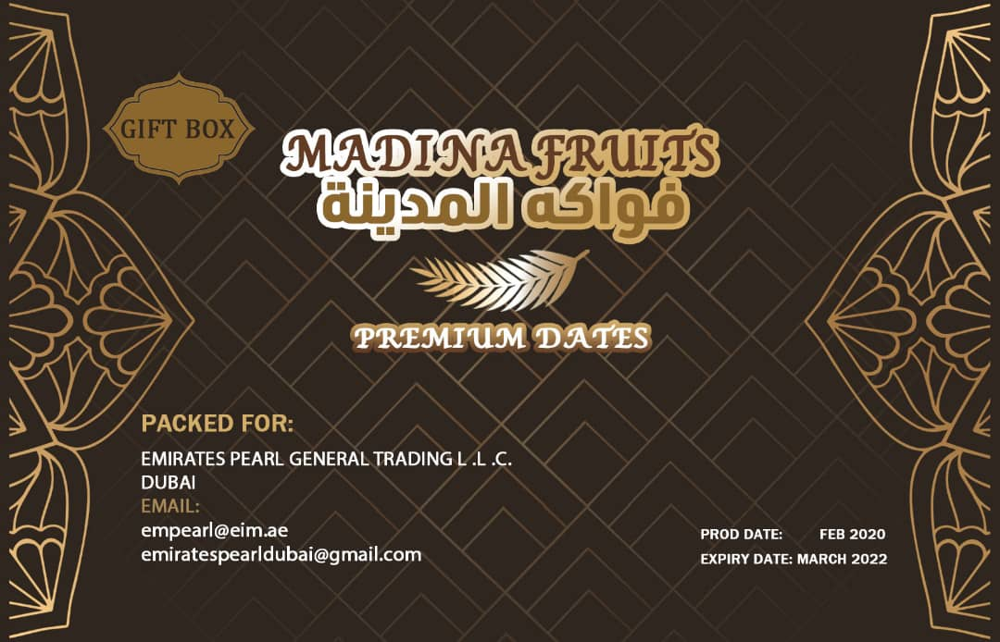 GIFT BOX
MADINA FRUITS
فواكه المدينة
PREMIUM DATES
PACKED FOR:
EMIRATES PEARL GENERAL TRADING L .L .C.
DUBAI
EMAIL:
empearl@eim.ae
emiratespearldubai@gmail.com
PROD DATE: FEB 2020
EXPIRY DATE: MARCH 2022